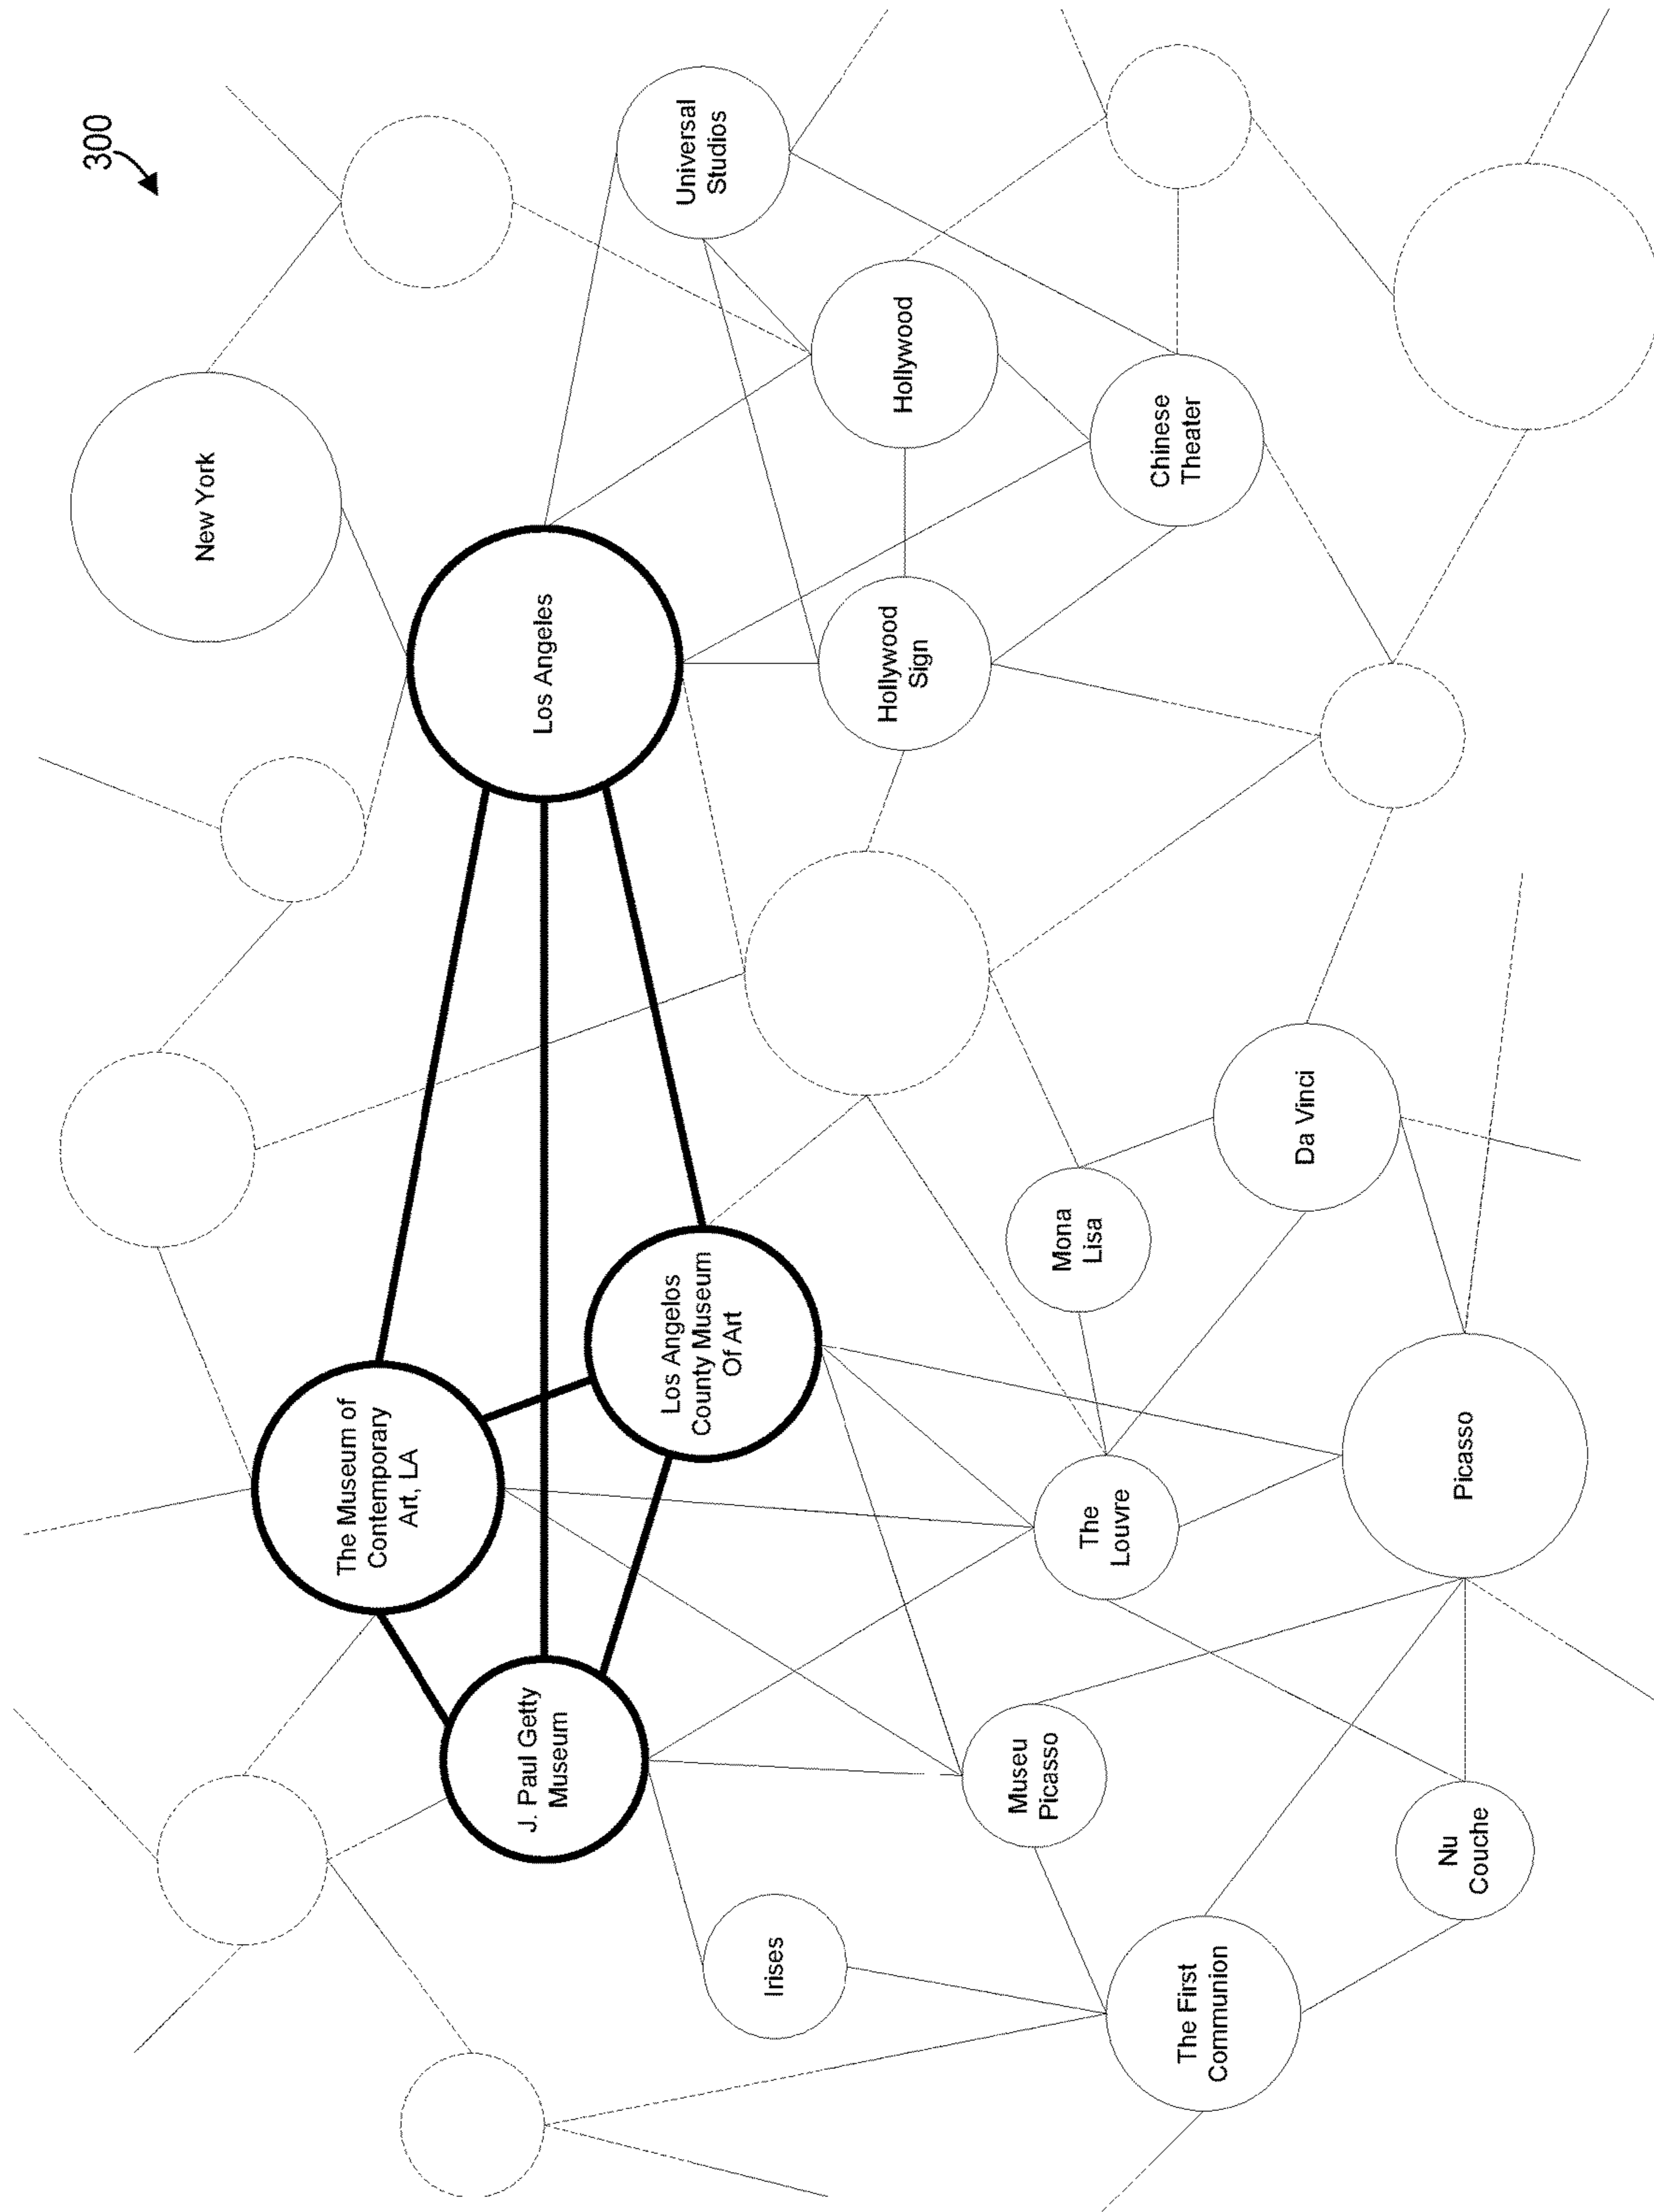 300
New York
The Museum of
Contemporary
Art, LA
J. Paul Getty
Museum
Los Angeles
Los Angelos
County Museum
Of Art
Universal
Studios
Irises
Hollywood
Sign
Hollywood
Museu
Picasso
Mona
Lisa
The
Louvre
Chinese
Theater
The First
Communion
Da Vinci
Nu
Couche
Picasso